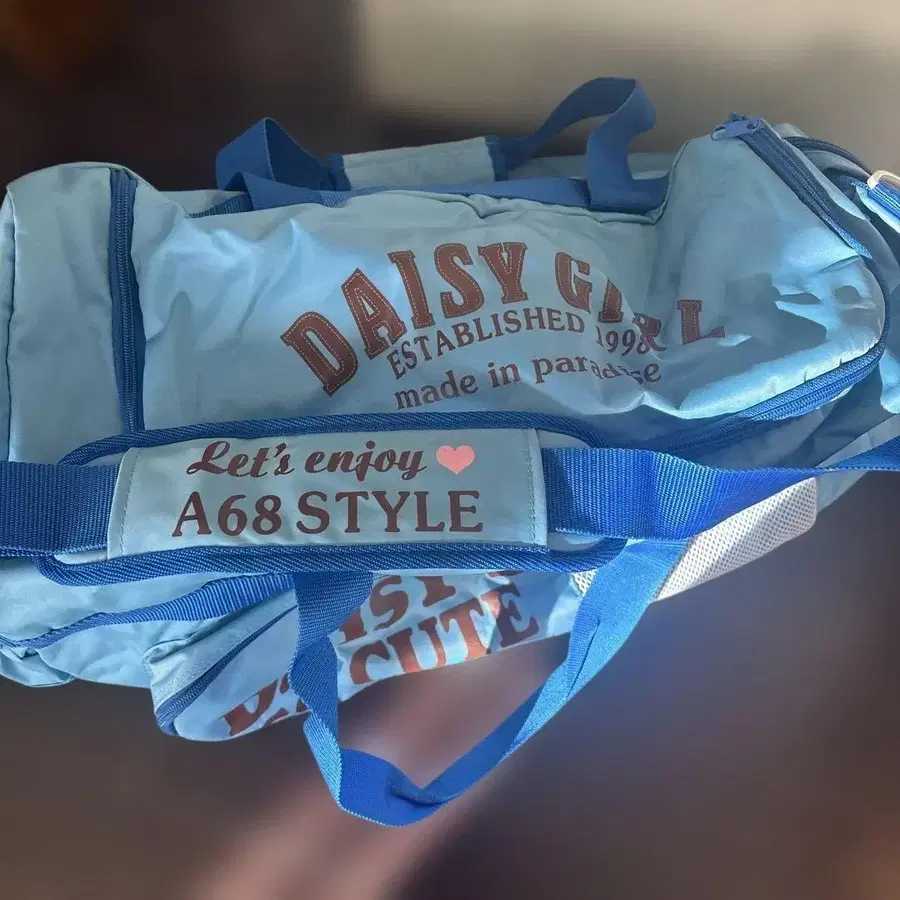 DAISY GIRL
ESTABLISHED 1998
made in paradise
Let's enjoy
A68 STYLE
CUTE